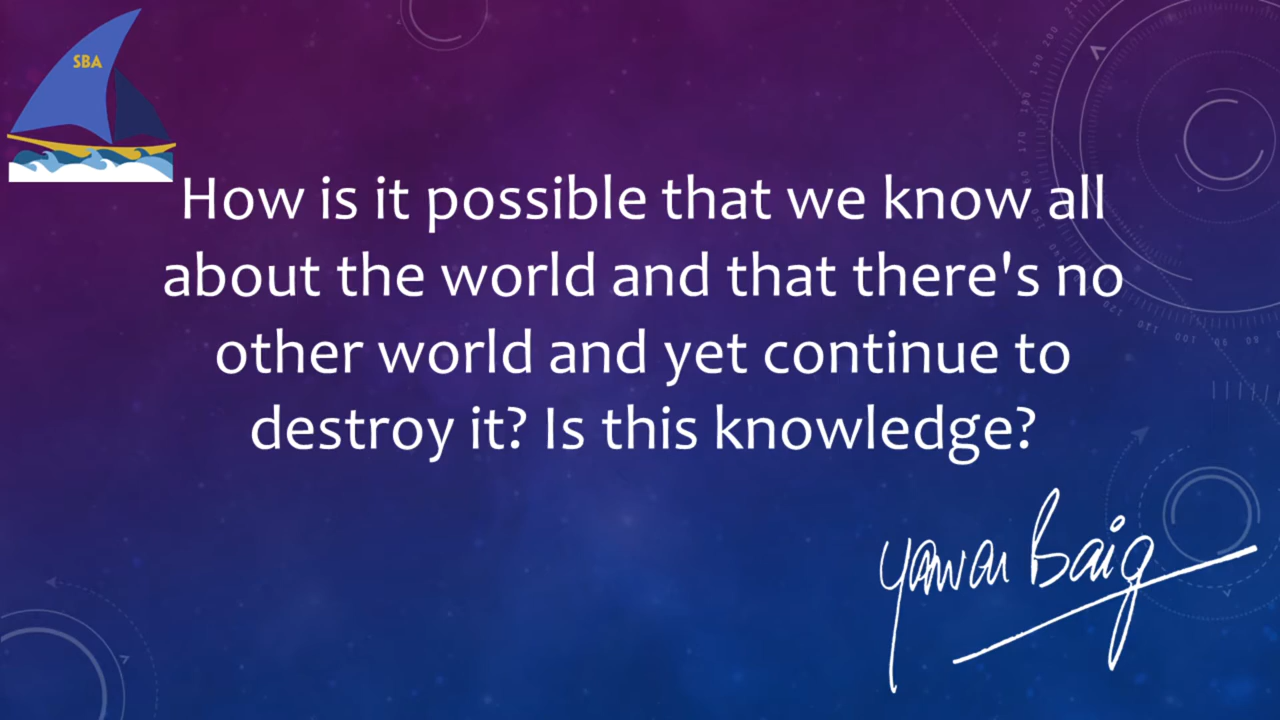 SBA
How is it possible that we know all
about the world and that there's no
other world and yet continue to
destroy it? Is this knowledge?
Yawar Baig